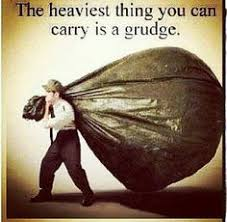 The heaviest thing you can
carry is a grudge.